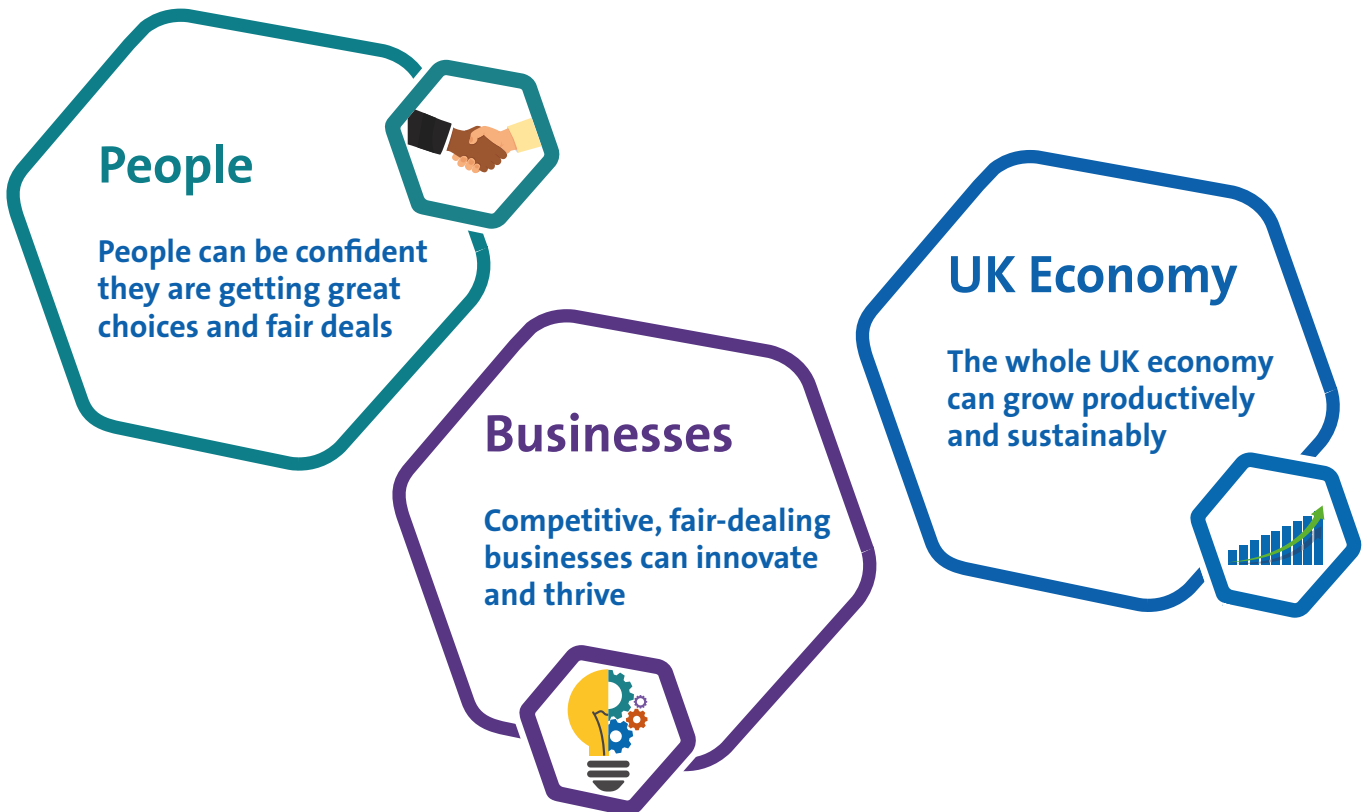 People
People can be confident
they are getting great
choices and fair deals
Businesses
Competitive, fair-dealing
businesses can innovate
and thrive
UK Economy
The whole UK economy
can grow productively
and sustainably